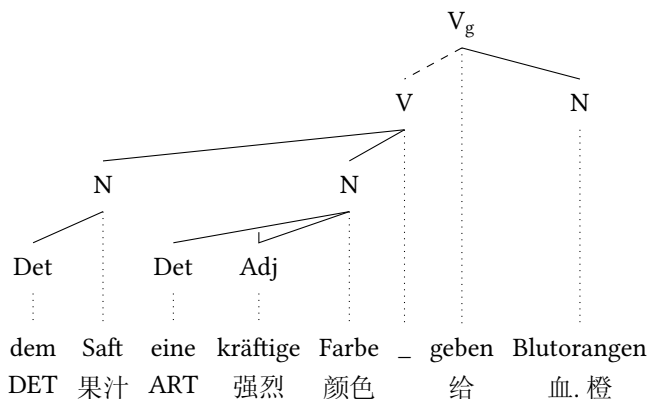 V_g
V N
N N
Det Det Adj
dem Saft eine kräftige Farbe _ geben Blutorangen
DET 果汁 ART 强烈 颜色 给 血. 橙